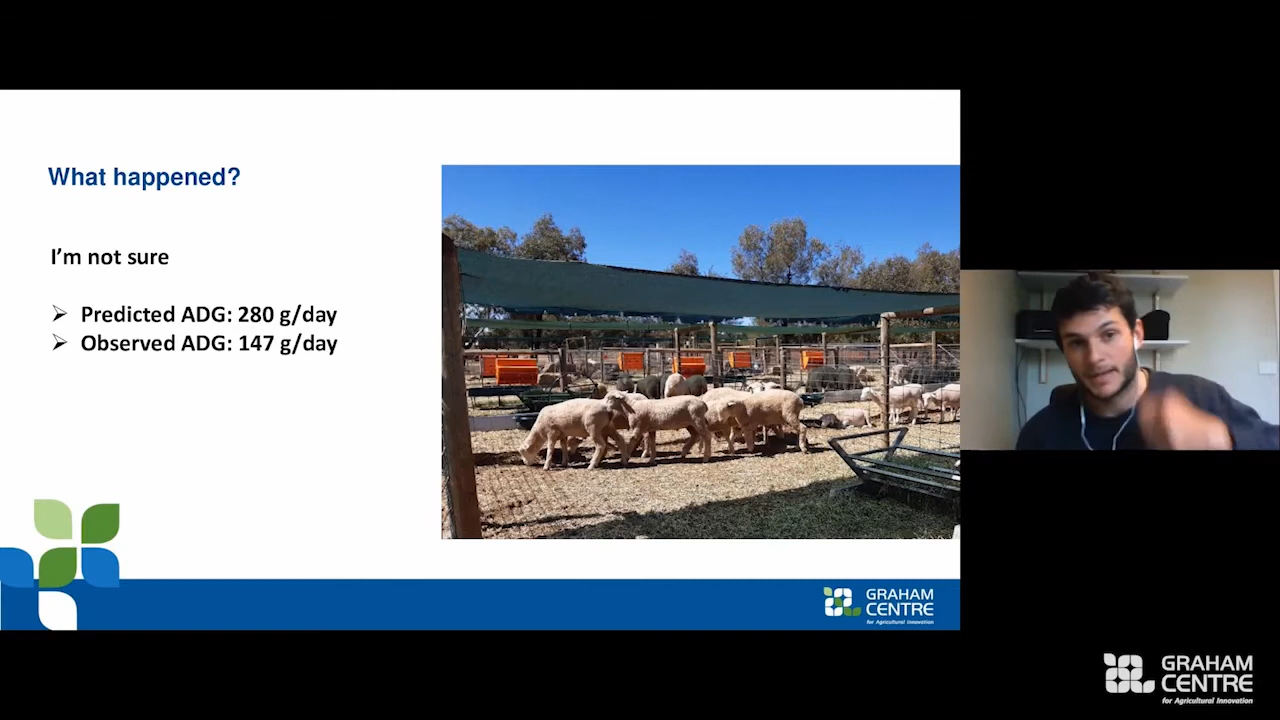 What happened?
I'm not sure
➢ Predicted ADG: 280 g/day
➢ Observed ADG: 147 g/day
GRAHAM
CENTRE
for Agricultural Innovation
GRAHAM
CENTRE
for Agricultural Innovation